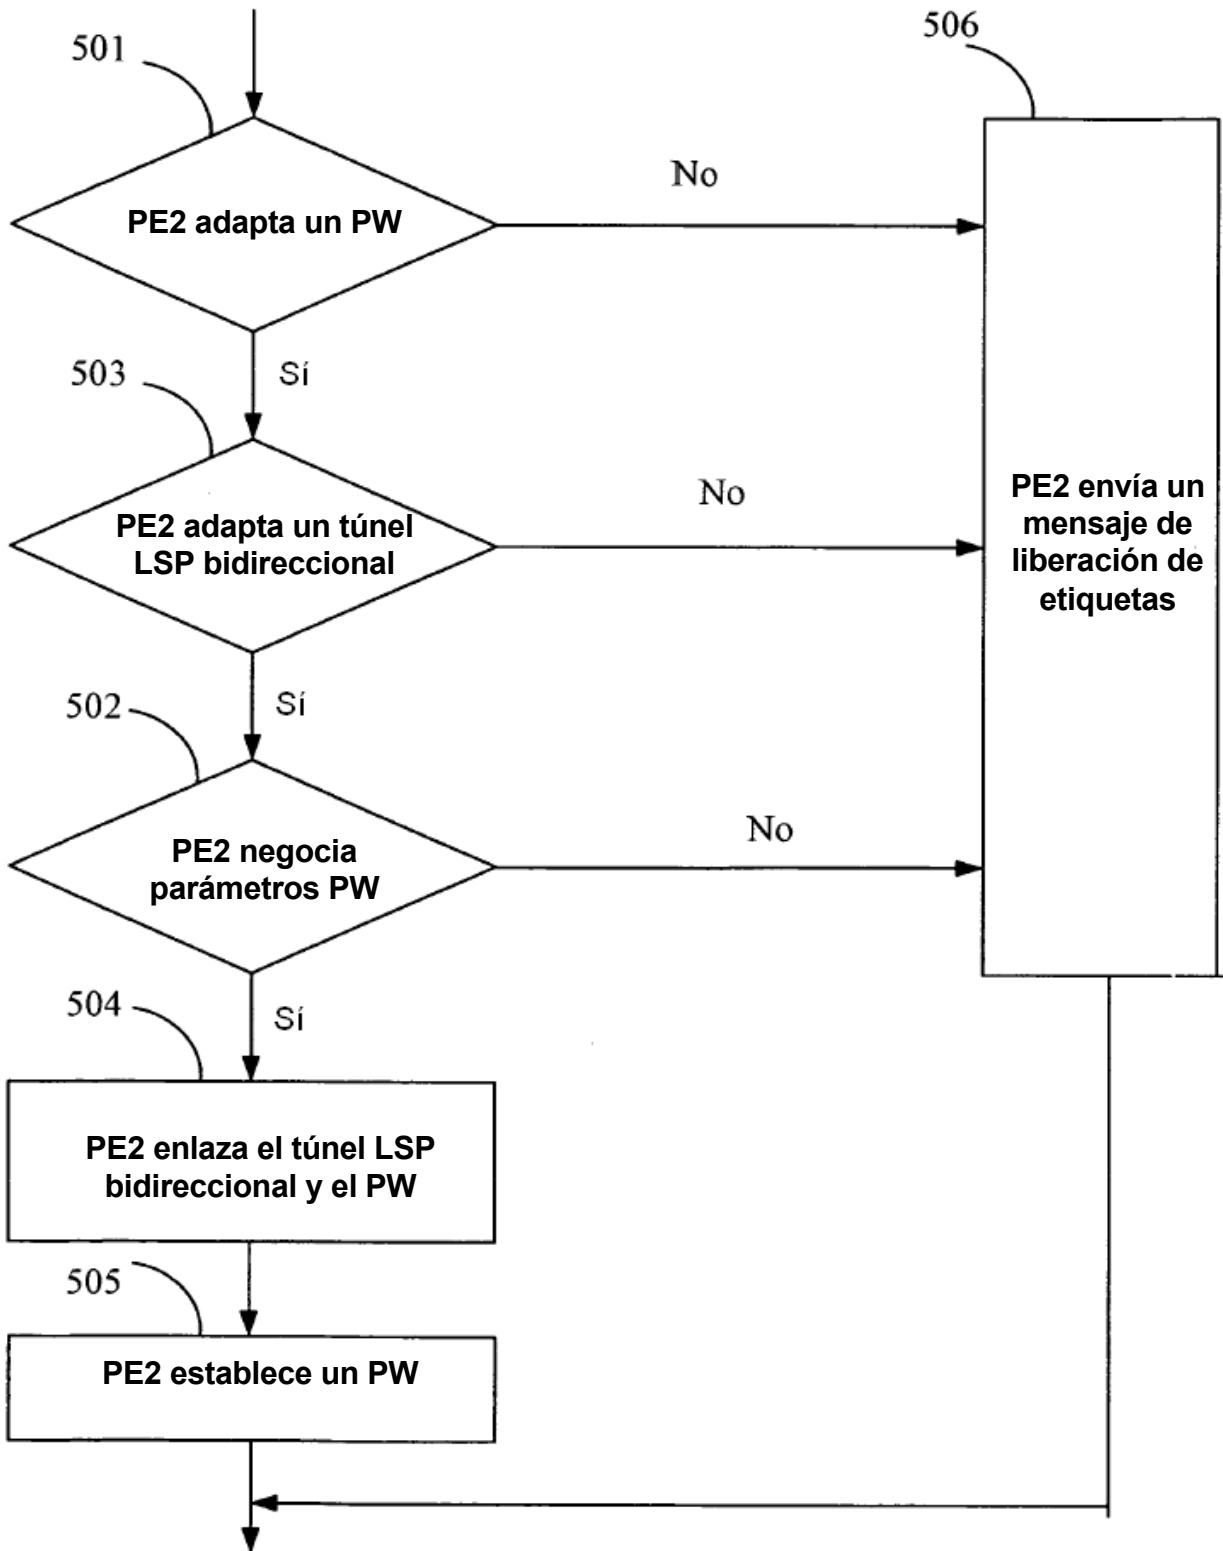 501
506
No
PE2 adapta un PW
Sí
503
No
PE2 adapta un túnel
LSP bidireccional
PE2 envía un
mensaje de
liberación de
etiquetas
Sí
502
No
PE2 negocia
parámetros PW
504
Sí
PE2 enlaza el túnel LSP
bidireccional y el PW
505
PE2 establece un PW